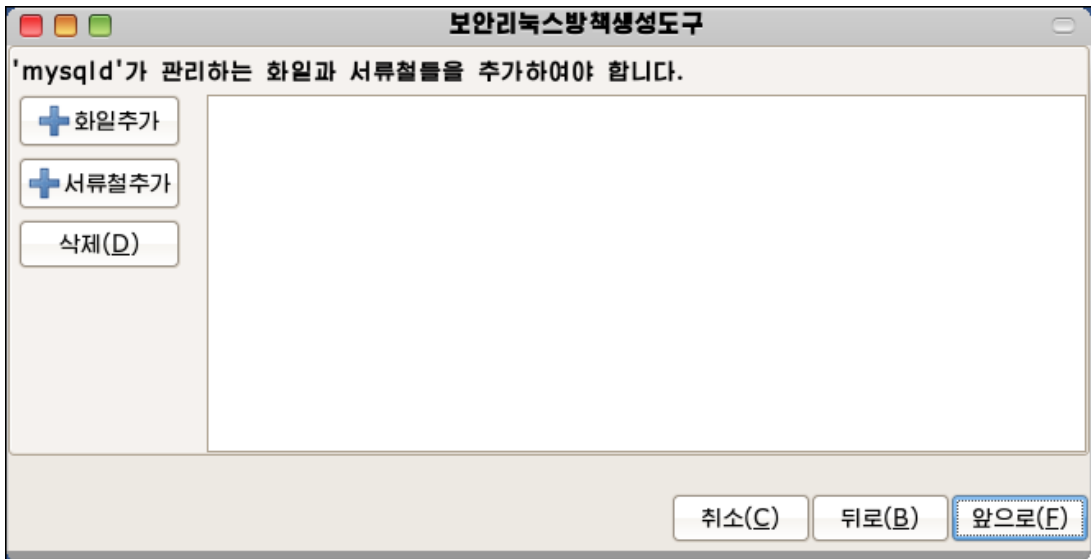 보안리눅스방책생성도구
'mysqld'가 관리하는 화일과 서류철들을 추가하여야 합니다.
화일추가
서류철추가
삭제(D)
취소(C) 뒤로(B) 앞으로(F)